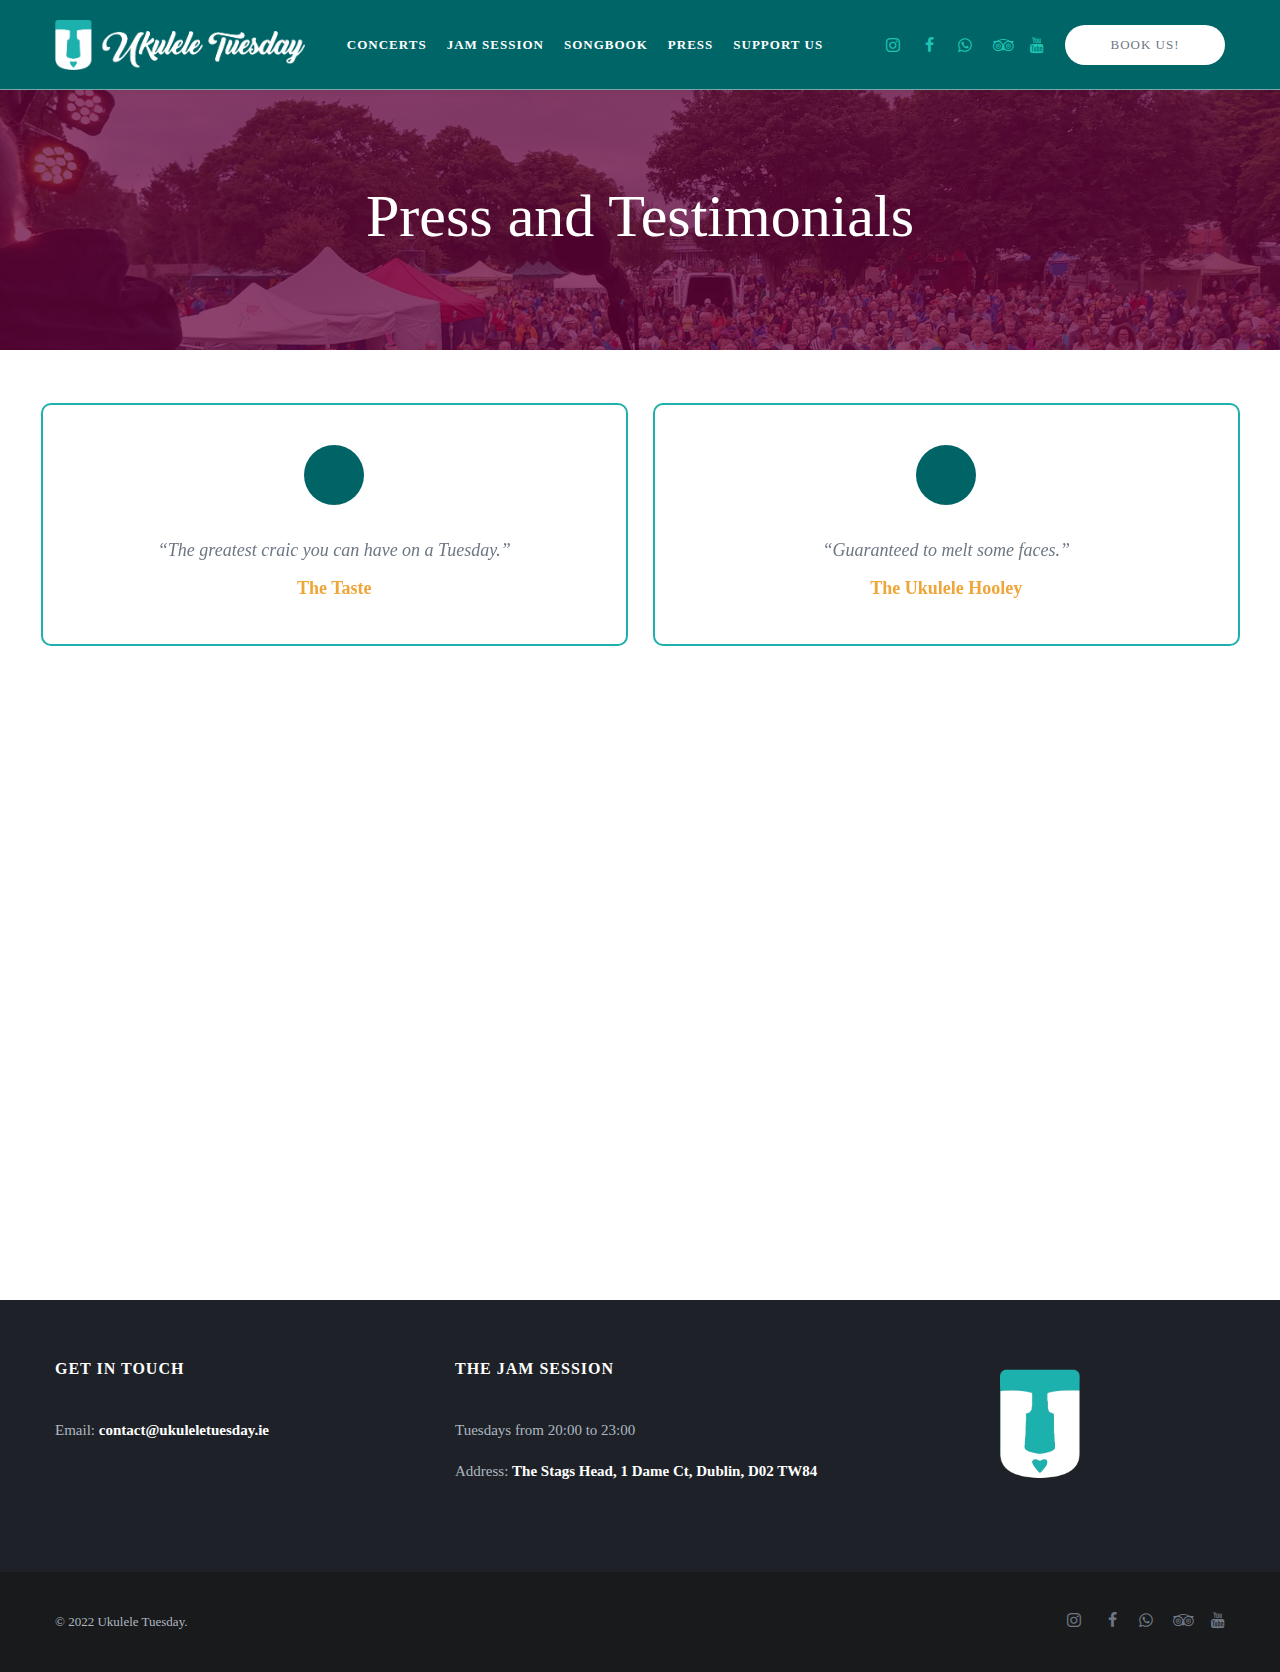 Ukulele Tuesday
CONCERTS JAM SESSION SONGBOOK PRESS SUPPORT US
BOOK US!
Press and Testimonials
“The greatest craic you can have on a Tuesday.”
The Taste
“Guaranteed to melt some faces.”
The Ukulele Hooley
GET IN TOUCH
Email: contact@ukuleletuesday.ie
THE JAM SESSION
Tuesdays from 20:00 to 23:00
Address: The Stags Head, 1 Dame Ct, Dublin, D02 TW84
© 2022 Ukulele Tuesday.